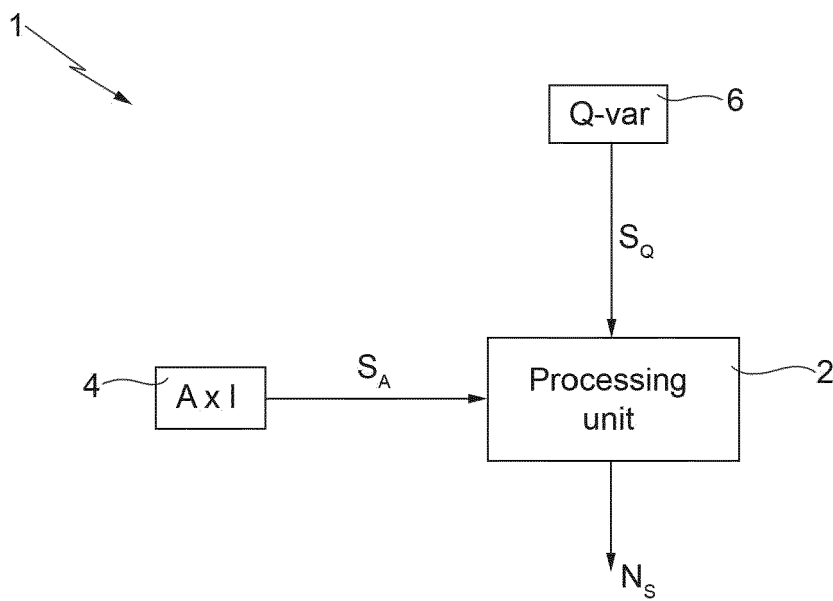 1
Q-var
6
S_Q
4
A x l
S_A
Processing
unit
2
N_S